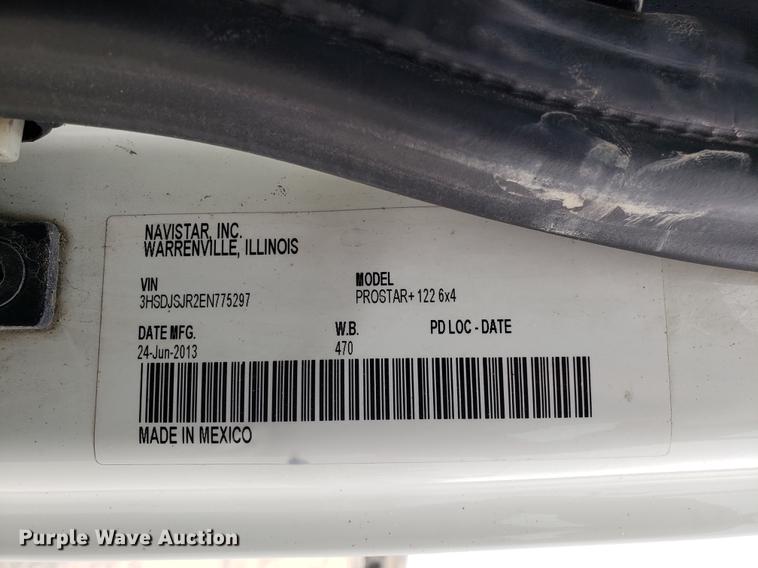 NAVISTAR, INC.
WARRENVILLE, ILLINOIS
VIN MODEL
3HSDJSJR2EN775297 PROSTAR+ 122 6x4
DATE MFG. W.B. PD LOC - DATE
24-Jun-2013 470
MADE IN MEXICO
Purple Wave Auction